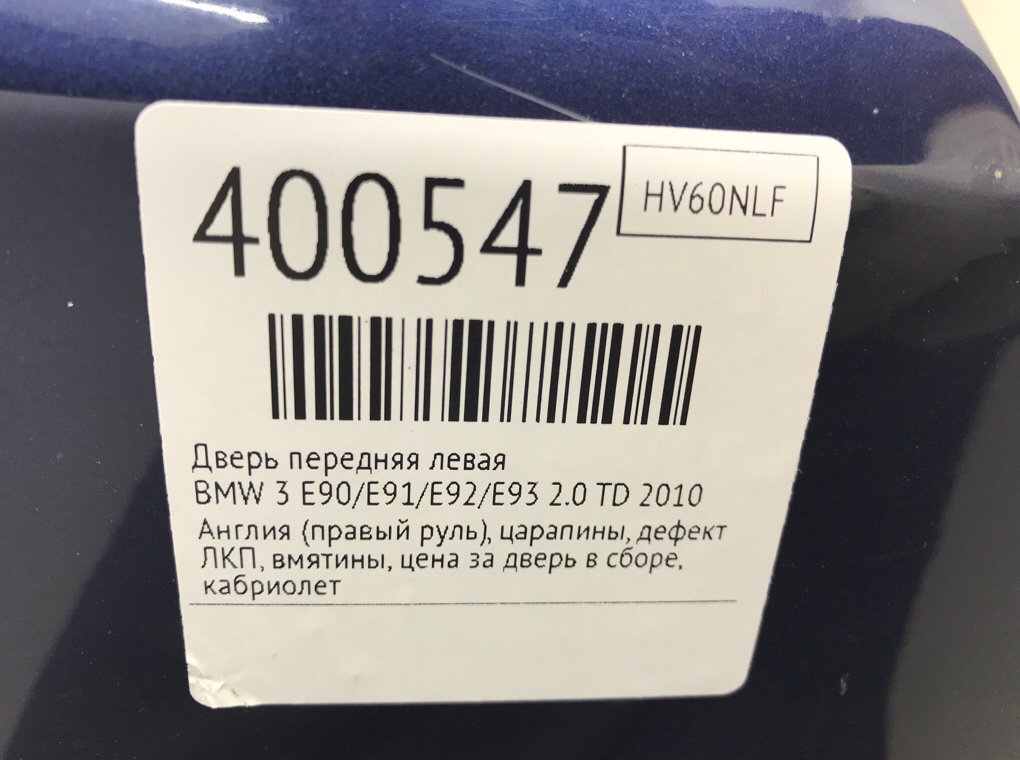 400547
HV60NLF
Дверь передняя левая
BMW 3 E90/E91/E92/E93 2.0 TD 2010
Англия (правый руль), царапины, дефект
ЛКП, вмятины, цена за дверь в сборе,
кабриолет